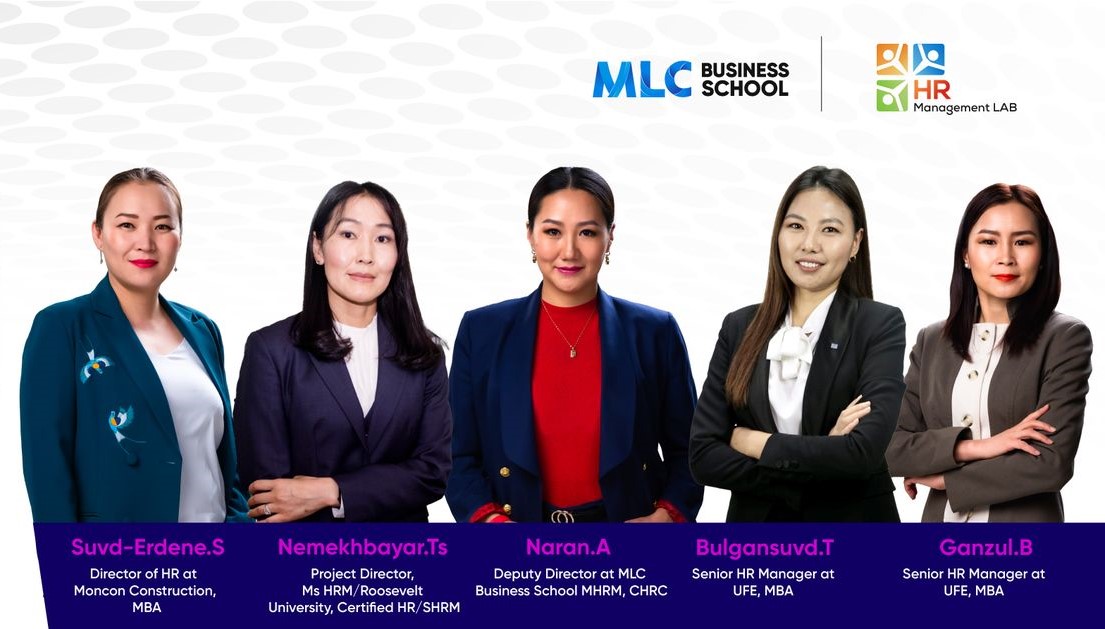 MLC BUSINESS
SCHOOL
HR
Management LAB
Suvd-Erdene.S
Director of HR at
Moncon Construction,
MBA
Nemekhbayar.Ts
Project Director,
Ms HRM/Roosevelt
University, Certified HR/SHRM
Naran.A
Deputy Director at MLC
Business School MHRM, CHRC
Bulgansuvd.T
Senior HR Manager at
UFE, MBA
Ganzul.B
Senior HR Manager at
UFE, MBA